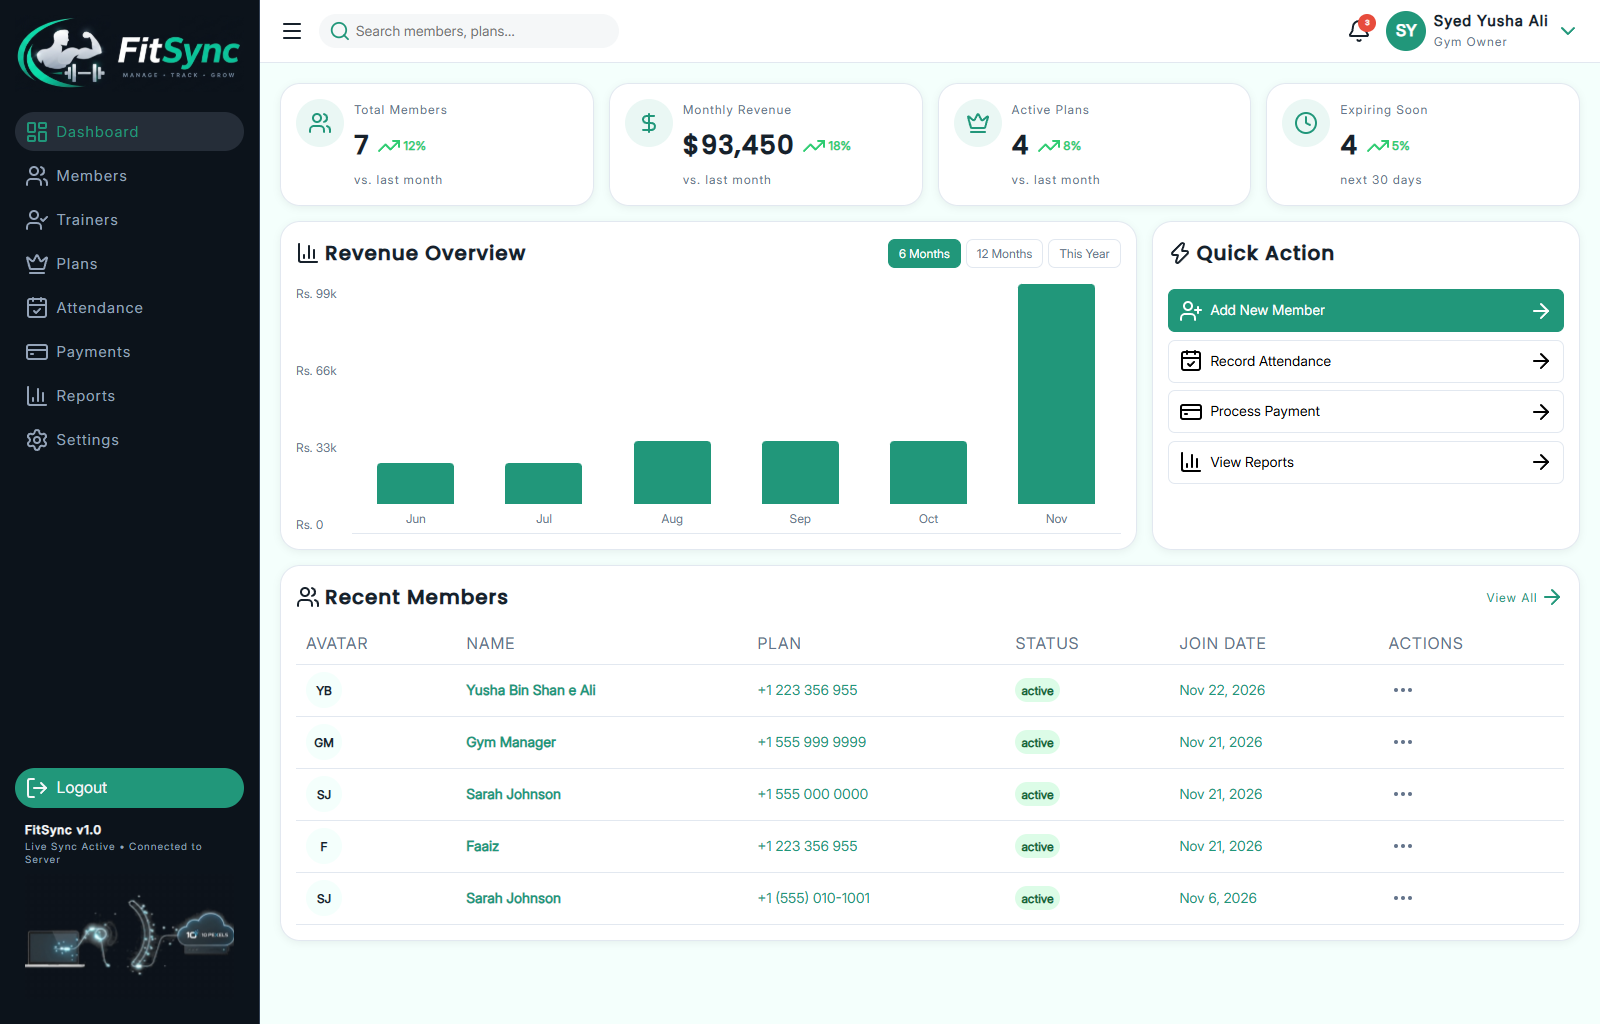 FitSync
MANAGE • TRACK • GROW
Dashboard
Members
Trainers
Plans
Attendance
Payments
Reports
Settings
Logout
FitSync v1.0
Live Sync Active • Connected to
Server
Search members, plans...
3
SY
Syed Yusha Ali
Gym Owner
Total Members
7 12%
vs. last month
Monthly Revenue
$93,450 18%
vs. last month
Active Plans
4 8%
vs. last month
Expiring Soon
4 5%
next 30 days
Revenue Overview
6 Months 12 Months This Year
Rs. 99k
Rs. 66k
Rs. 33k
Rs. 0
Jun Jul Aug Sep Oct Nov
Quick Action
Add New Member
Record Attendance
Process Payment
View Reports
Recent Members
View All
AVATAR NAME PLAN STATUS JOIN DATE ACTIONS
YB Yusha Bin Shan e Ali +1 223 356 955 active Nov 22, 2026
GM Gym Manager +1 555 999 9999 active Nov 21, 2026
SJ Sarah Johnson +1 555 000 0000 active Nov 21, 2026
F Faaiz +1 223 356 955 active Nov 21, 2026
SJ Sarah Johnson +1 (555) 010-1001 active Nov 6, 2026